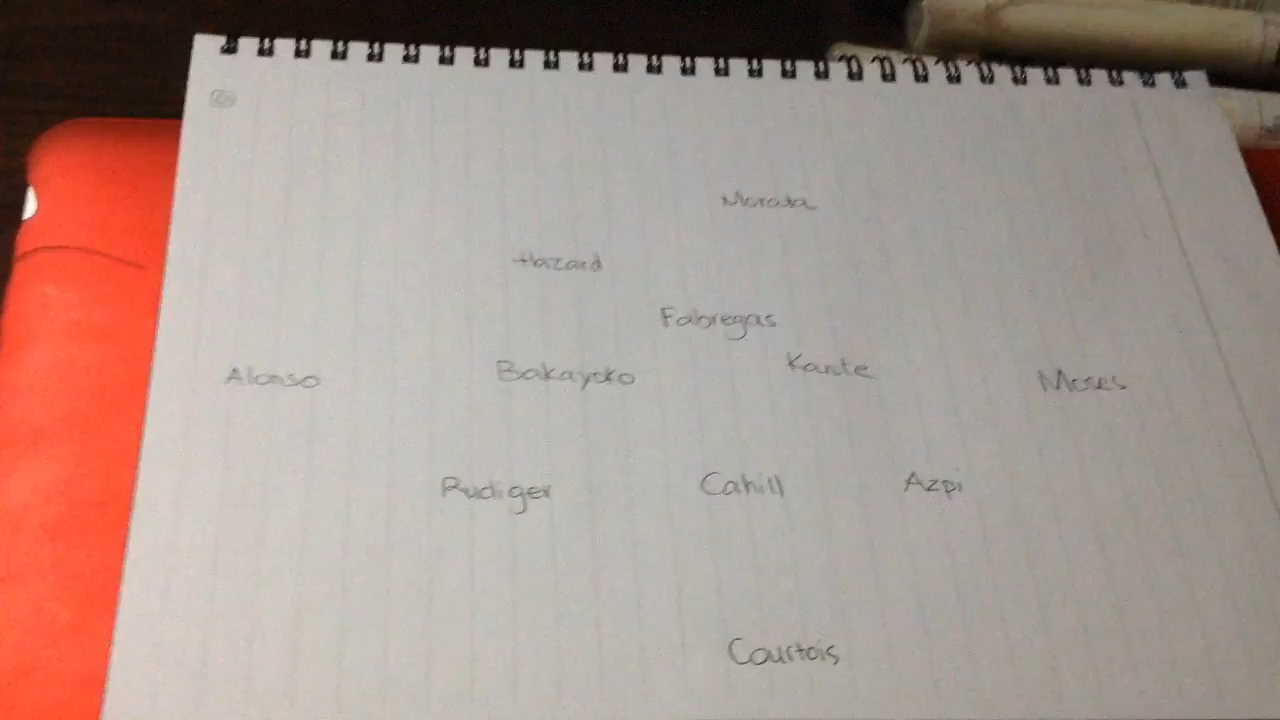 Morata
Hazard
Fabregas
Alonso Bakayoko Kante Moses
Rudiger Cahill Azpi
Courtois